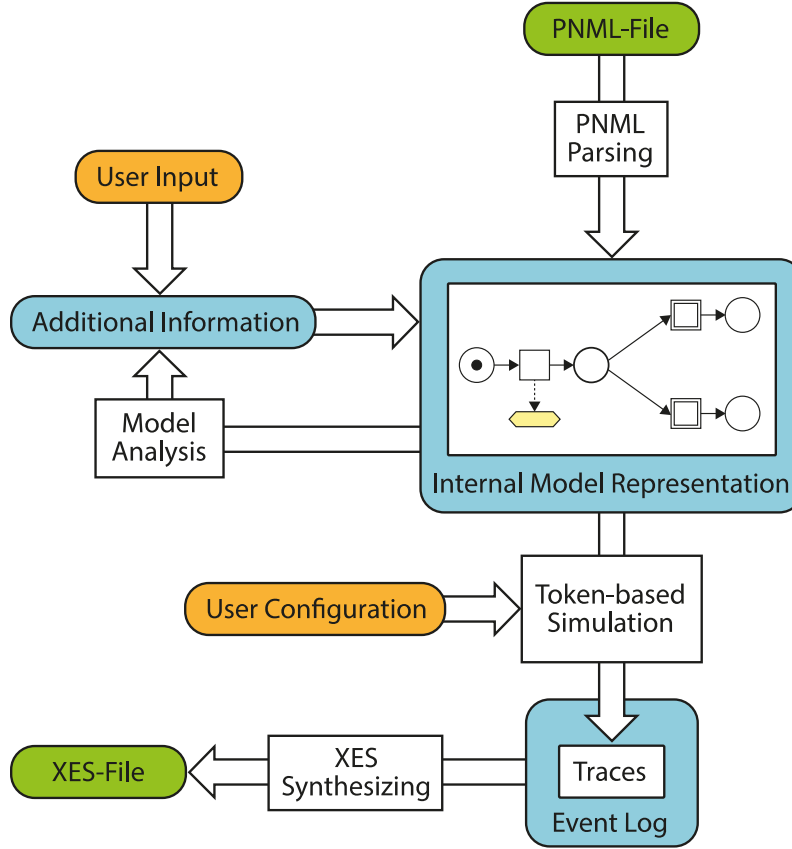 PNML-File
PNML
Parsing
User Input
Additional Information
Model
Analysis
Internal Model Representation
User Configuration
Token-based
Simulation
XES-File
XES
Synthesizing
Traces
Event Log